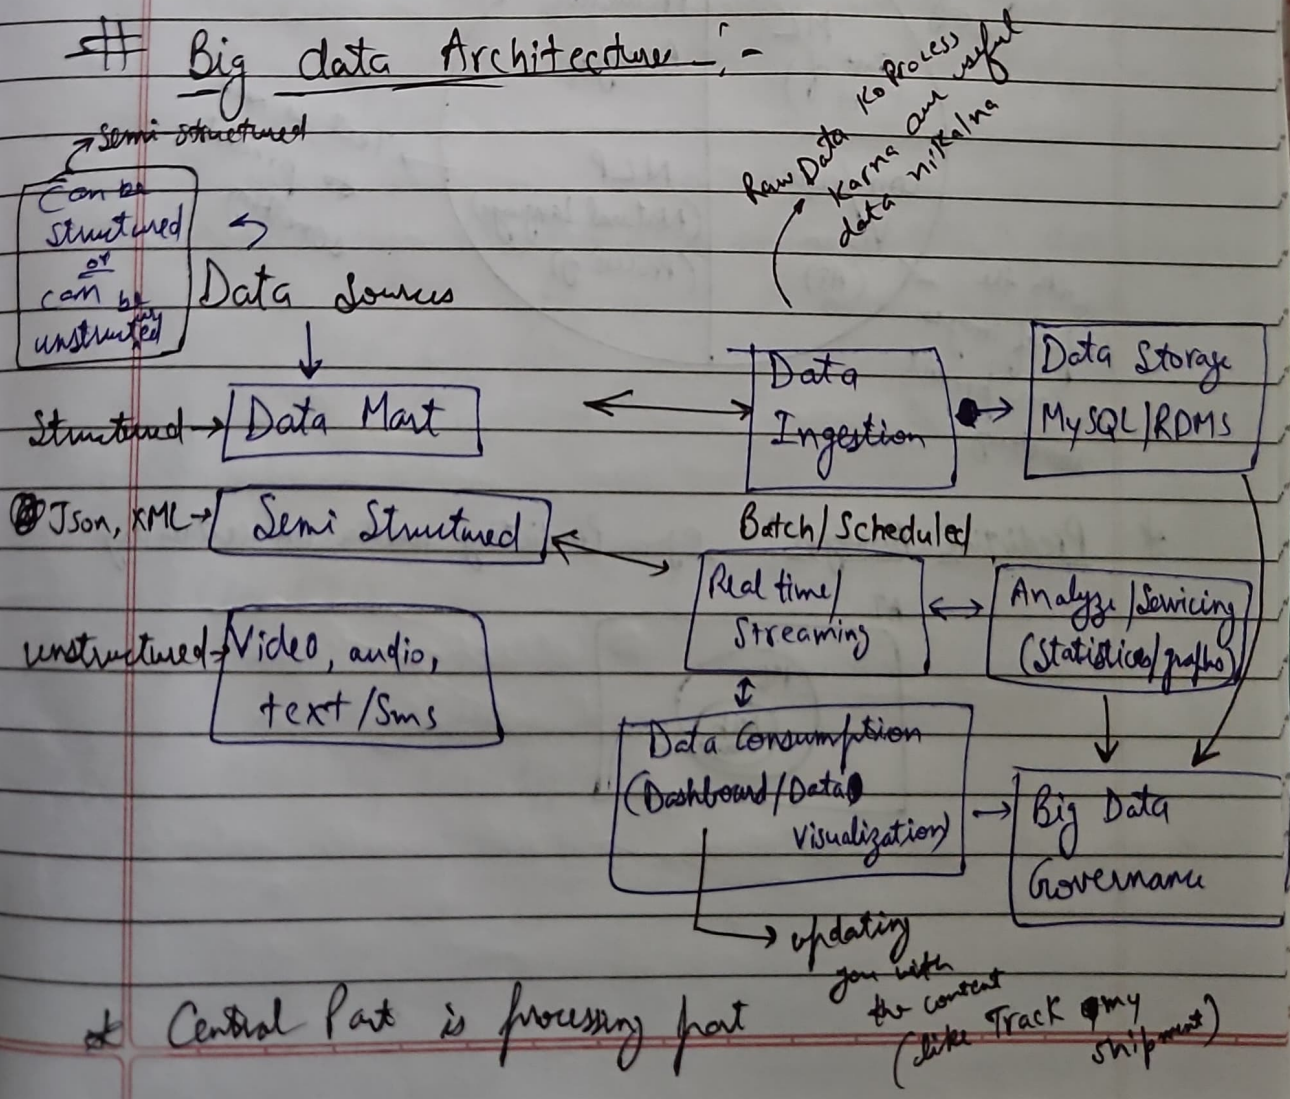 # Big data Architecture :-
Semi structured
Can be
structured
or
can be
unstructured
Raw Data Ko process
Karna aur useful
data nikalna
Data Sources
Structured → Data Mart
Data
Ingestion
Data Storage
MySQL/RDMS
Json, XML → Semi Structured
Batch/Scheduled
Real time/
Streaming
Analyze/Servicing
(Statistics/graphs)
unstructured → Video, audio,
text/Sms
Data Consumption
(Dashboard/Data
Visualization)
Big Data
Governance
updating
you with
the content
(like Track my
shipment)
* Central Part is processing part